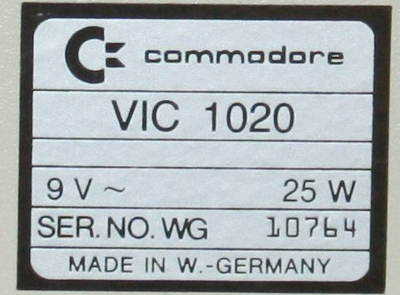 commodore
VIC 1020
9 V ~ 25 W
SER. NO. WG 10764
MADE IN W.-GERMANY